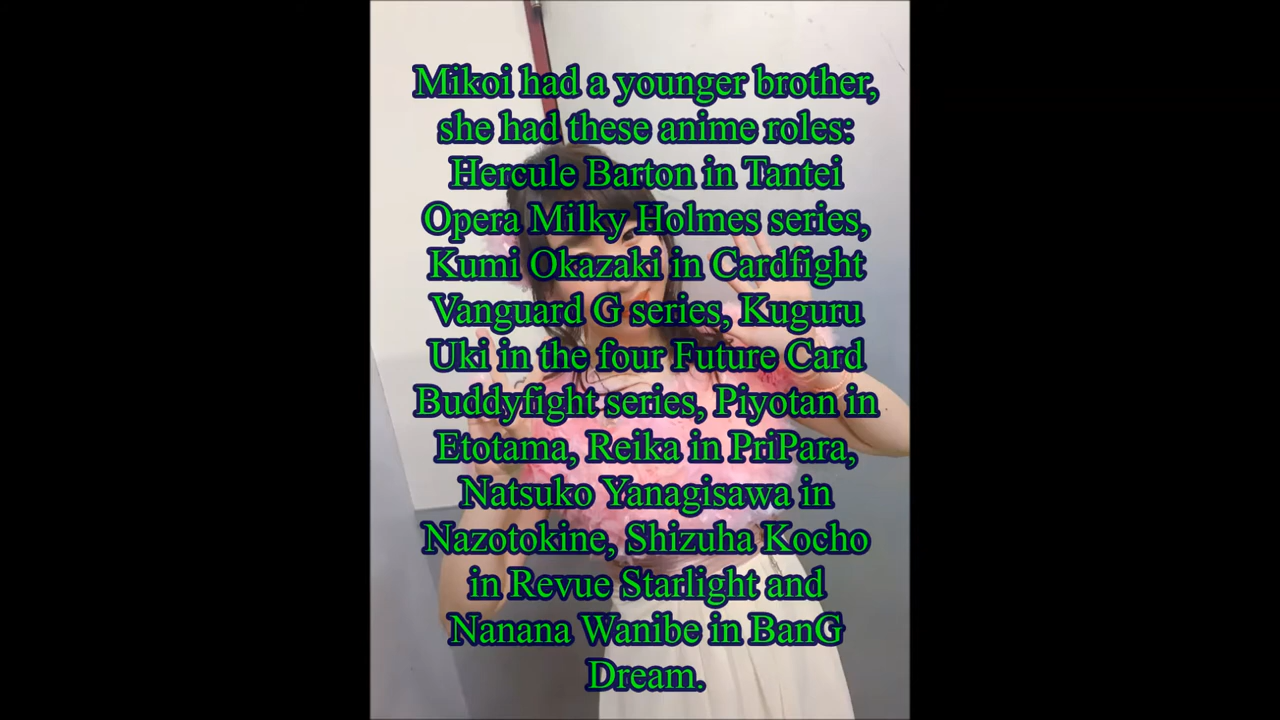 Mikoi had a younger brother,
she had these anime roles:
Hercule Barton in Tantei
Opera Milky Holmes series,
Kumi Okazaki in Cardfight
Vanguard G series, Kuguru
Uki in the four Future Card
Buddyfight series, Piyotan in
Etotama, Reika in PriPara,
Natsuko Yanagisawa in
Nazotokine, Shizuha Kocho
in Revue Starlight and
Nanana Wanibe in BanG
Dream.